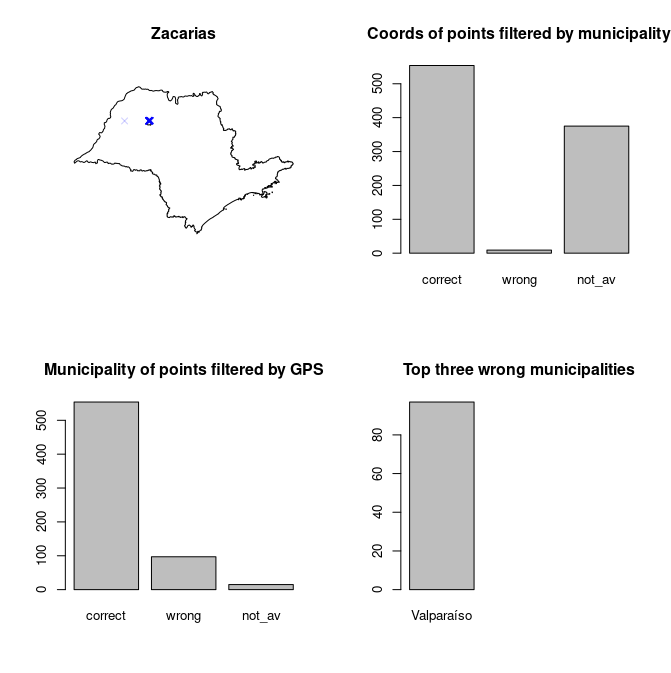 Zacarias
Coords of points filtered by municipality
500
400
300
200
100
0
correct wrong not_av
Municipality of points filtered by GPS
500
400
300
200
100
0
correct wrong not_av
Top three wrong municipalities
80
60
40
20
0
Valparaíso